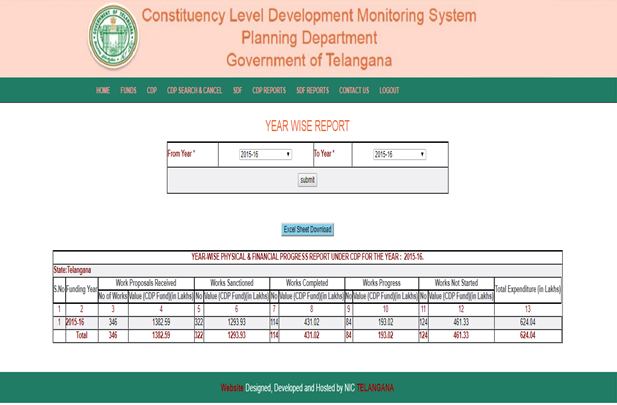 Constituency Level Development Monitoring System
Planning Department
Government of Telangana
HOME FUNDS CDP CDP SEARCH & CANCEL SDF CDP REPORTS SDF REPORTS CONTACT US LOGOUT
YEAR WISE REPORT
From Year * 2015-16 To Year * 2015-16
submit
Excel Sheet Download
YEAR-WISE PHYSICAL & FINANCIAL PROGRESS REPORT UNDER CDP FOR THE YEAR : 2015-16.
State:Telangana
S.No Funding Year Work Proposals Received Works Sanctioned Works Completed Works Progress Works Not Started Total Expenditure (in Lakhs)
No of Works Value (CDP Fund)(in Lakhs) No Value (CDP Fund)(in Lakhs) No Value (CDP Fund)(in Lakhs) No Value (CDP Fund)(in Lakhs) No Value (CDP Fund)(in Lakhs)
1 2 3 4 5 6 7 8 9 10 11 12 13
1 2015-16 346 1382.59 322 1293.93 114 431.02 84 193.02 124 461.33 624.04
Total 346 1382.59 322 1293.93 114 431.02 84 193.02 124 461.33 624.04
Website Designed, Developed and Hosted by NIC TELANGANA